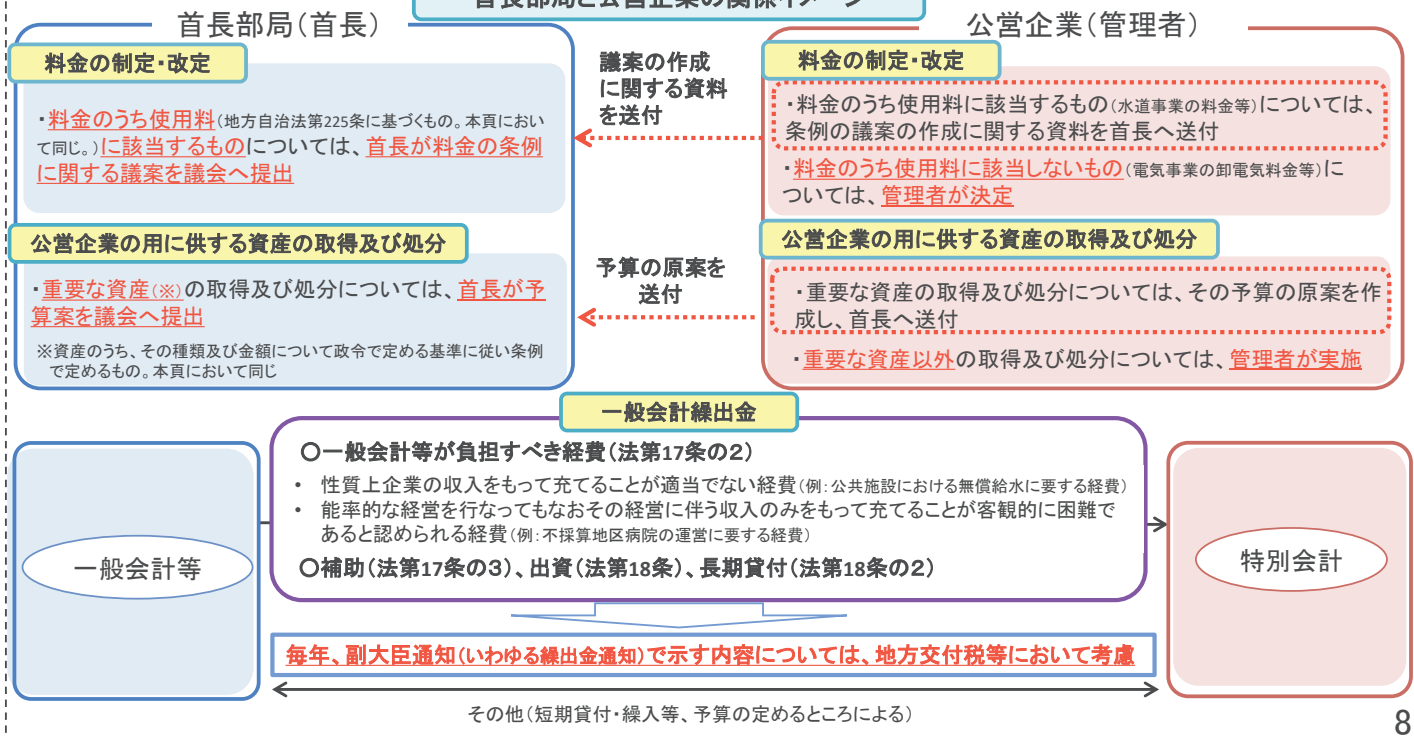 首長部局と公営企業の関係イメージ
首長部局(首長)
料金の制定・改定
・料金のうち使用料(地方自治法第225条に基づくもの。本頁におい
て同じ。)に該当するものについては、首長が料金の条例
に関する議案を議会へ提出
公営企業の用に供する資産の取得及び処分
・重要な資産(※)の取得及び処分については、首長が予
算案を議会へ提出
※資産のうち、その種類及び金額について政令で定める基準に従い条例
で定めるもの。本頁において同じ
議案の作成
に関する資料
を送付
予算の原案を
送付
公営企業(管理者)
料金の制定・改定
・料金のうち使用料に該当するもの(水道事業の料金等)については、
条例の議案の作成に関する資料を首長へ送付
・料金のうち使用料に該当しないもの(電気事業の卸電気料金等)に
ついては、管理者が決定
公営企業の用に供する資産の取得及び処分
・重要な資産の取得及び処分については、その予算の原案を作
成し、首長へ送付
・重要な資産以外の取得及び処分については、管理者が実施
一般会計繰出金
○一般会計等が負担すべき経費(法第17条の2)
• 性質上企業の収入をもって充てることが適当でない経費(例:公共施設における無償給水に要する経費)
• 能率的な経営を行なってもなおその経営に伴う収入のみをもって充てることが客観的に困難で
あると認められる経費(例:不採算地区病院の運営に要する経費)
○補助(法第17条の3)、出資(法第18条)、長期貸付(法第18条の2)
一般会計等
特別会計
毎年、副大臣通知(いわゆる繰出金通知)で示す内容については、地方交付税等において考慮
その他(短期貸付・繰入等、予算の定めるところによる)
8